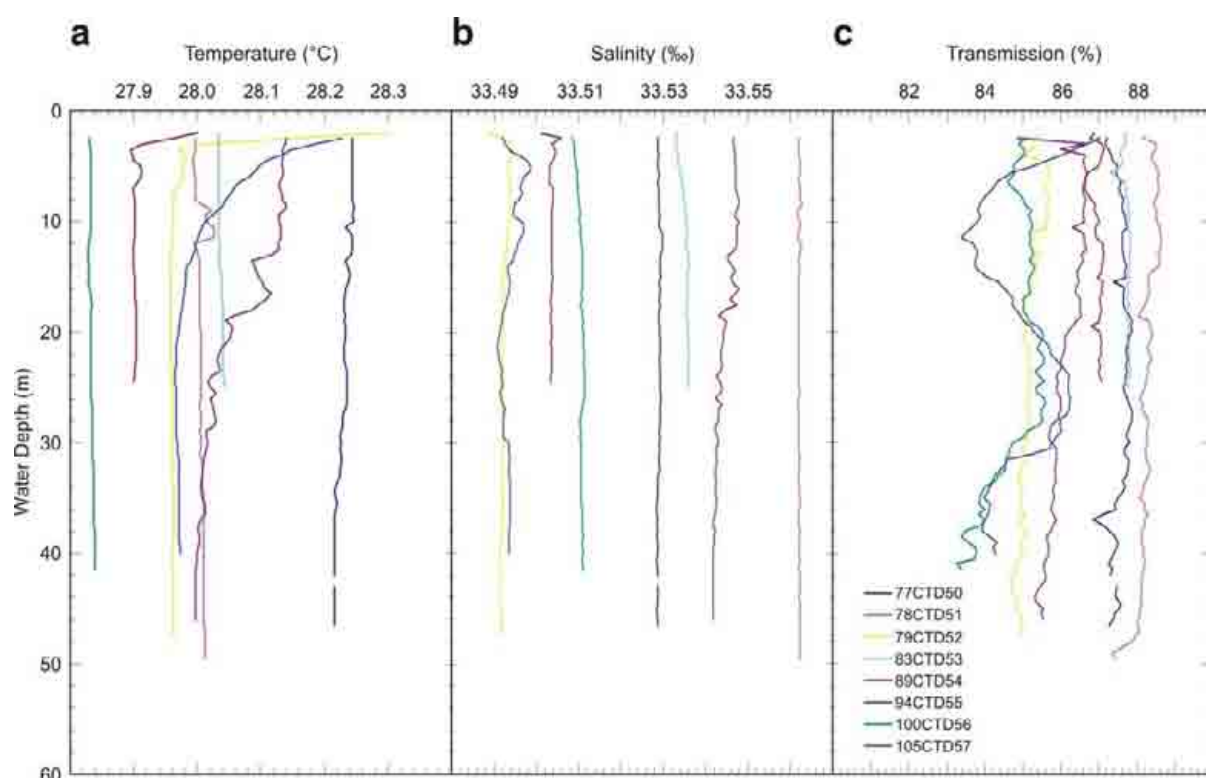 a b c
Temperature (°C) Salinity (‰) Transmission (%)
27.9 28.0 28.1 28.2 28.3 33.49 33.51 33.53 33.55 82 84 86 88
0
10
20
30
40
50
60
Water Depth (m)
77CTD50
78CTD51
79CTD52
83CTD53
89CTD54
94CTD55
100CTD56
105CTD57